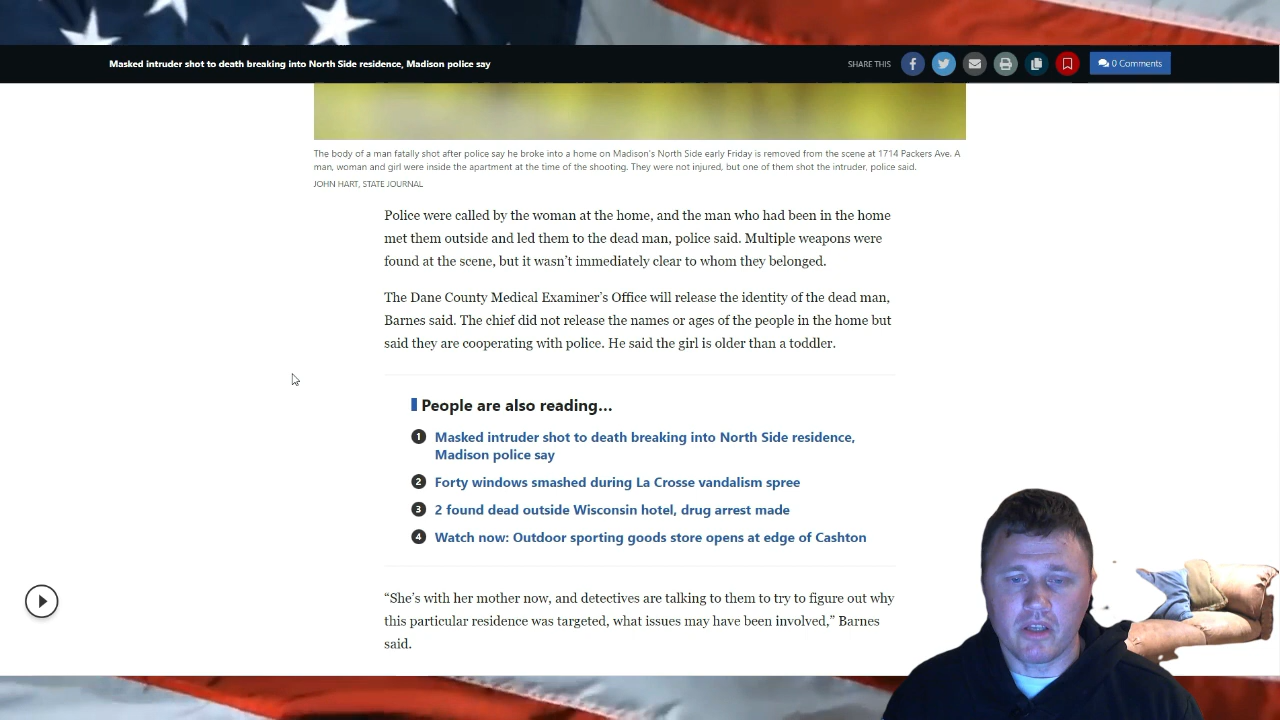 Masked intruder shot to death breaking into North Side residence, Madison police say
SHARE THIS
0 Comments
The body of a man fatally shot after police say he broke into a home on Madison's North Side early Friday is removed from the scene at 1714 Packers Ave. A
man, woman and girl were inside the apartment at the time of the shooting. They were not injured, but one of them shot the intruder, police said.
JOHN HART, STATE JOURNAL
Police were called by the woman at the home, and the man who had been in the home
met them outside and led them to the dead man, police said. Multiple weapons were
found at the scene, but it wasn’t immediately clear to whom they belonged.
The Dane County Medical Examiner’s Office will release the identity of the dead man,
Barnes said. The chief did not release the names or ages of the people in the home but
said they are cooperating with police. He said the girl is older than a toddler.
People are also reading…
1 Masked intruder shot to death breaking into North Side residence,
Madison police say
2 Forty windows smashed during La Crosse vandalism spree
3 2 found dead outside Wisconsin hotel, drug arrest made
4 Watch now: Outdoor sporting goods store opens at edge of Cashton
“She’s with her mother now, and detectives are talking to them to try to figure out why
this particular residence was targeted, what issues may have been involved,” Barnes
said.